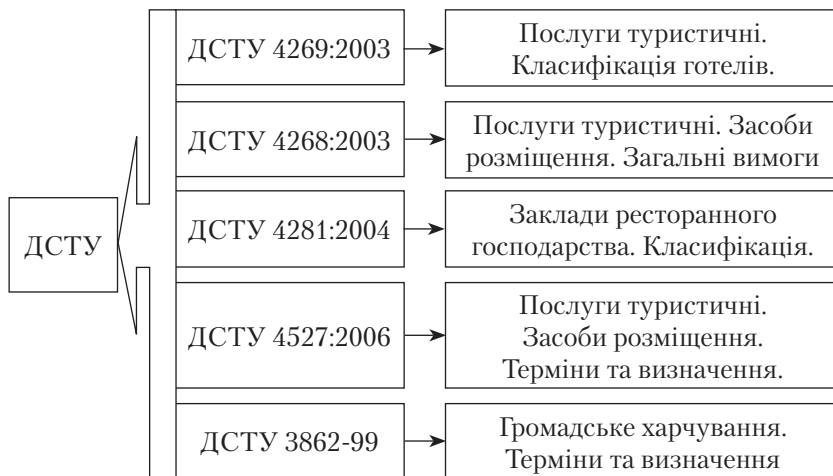 ДСТУ
ДСТУ 4269:2003
Послуги туристичні.
Класифікація готелів.
ДСТУ 4268:2003
Послуги туристичні. Засоби
розміщення. Загальні вимоги
ДСТУ 4281:2004
Заклади ресторанного
господарства. Класифікація.
ДСТУ 4527:2006
Послуги туристичні.
Засоби розміщення.
Терміни та визначення.
ДСТУ 3862-99
Громадське харчування.
Терміни та визначення